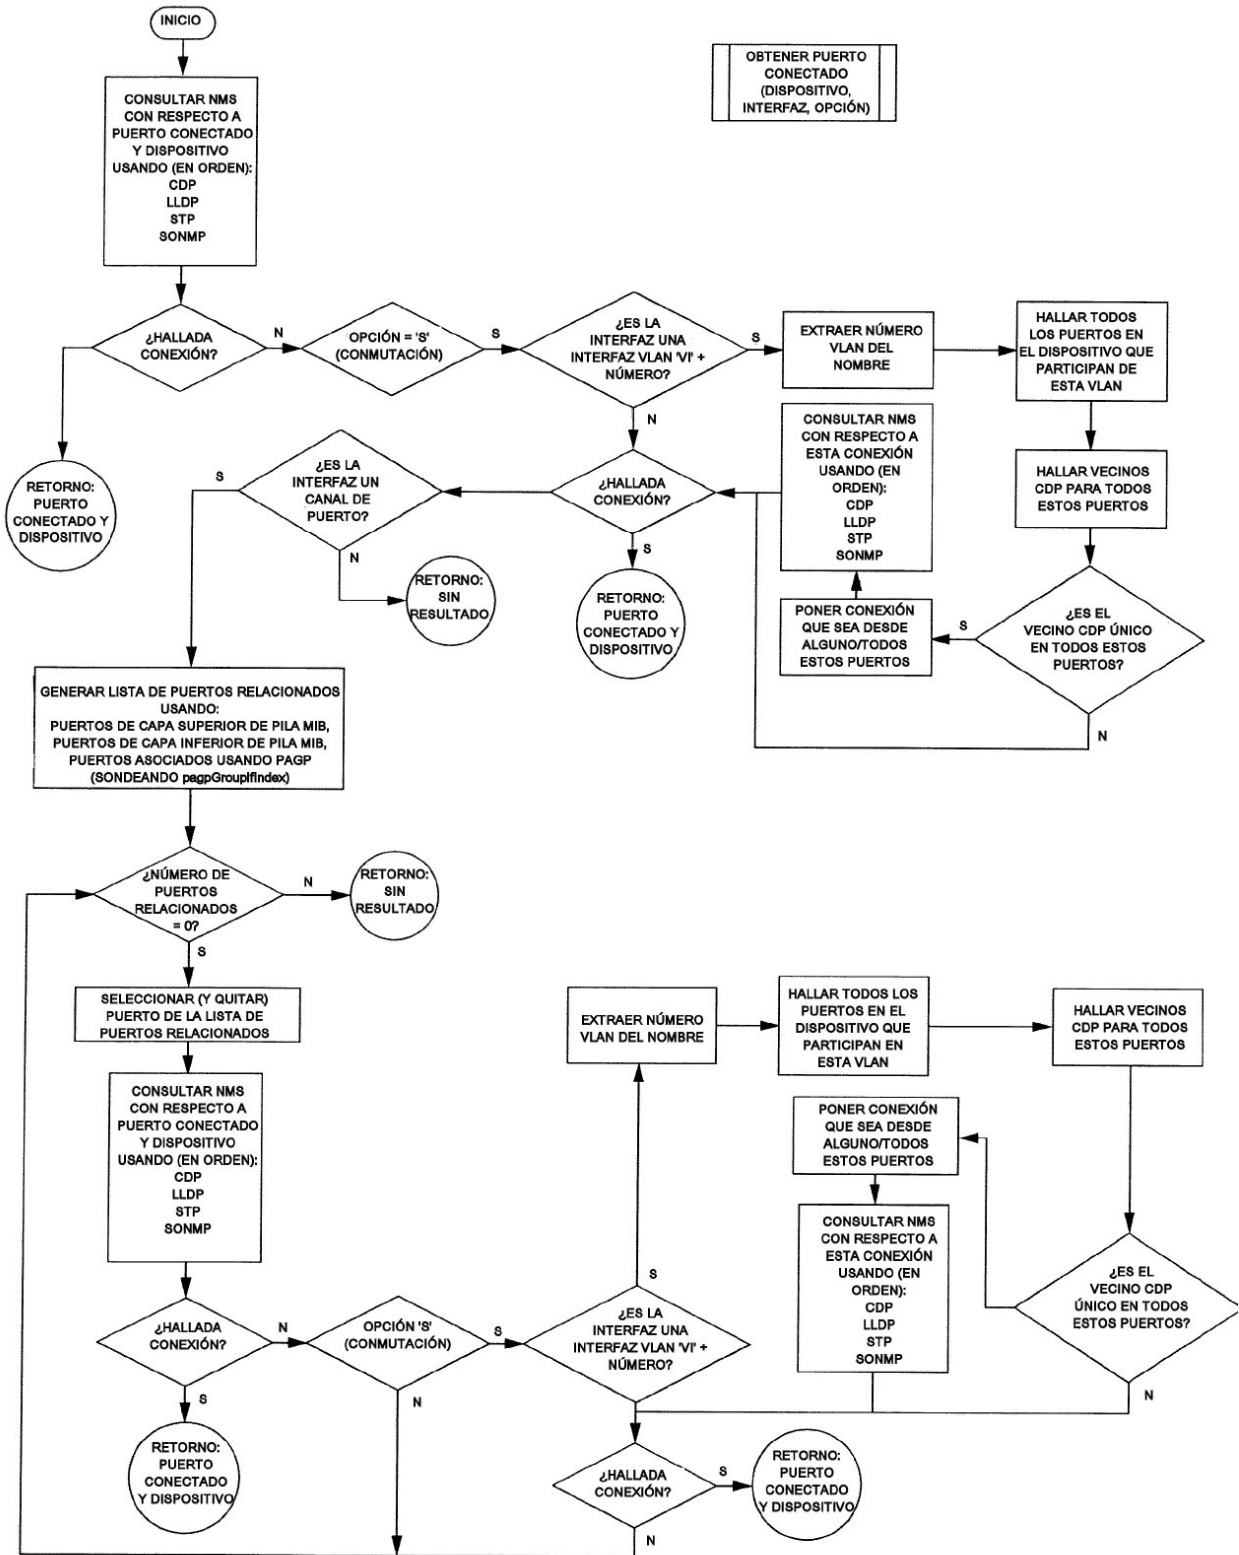 INICIO
OBTENER PUERTO
CONECTADO
(DISPOSITIVO,
INTERFAZ, OPCIÓN)
CONSULTAR NMS
CON RESPECTO A
PUERTO CONECTADO
Y DISPOSITIVO
USANDO (EN ORDEN):
CDP
LLDP
STP
SONMP
¿HALLADA
CONEXIÓN?
N
OPCIÓN = 'S'
(CONMUTACIÓN)
S
¿ES LA
INTERFAZ UNA
INTERFAZ VLAN 'VI' +
NÚMERO?
S
EXTRAER NÚMERO
VLAN DEL
NOMBRE
HALLAR TODOS
LOS PUERTOS EN
EL DISPOSITIVO QUE
PARTICIPAN DE
ESTA VLAN
N
CONSULTAR NMS
CON RESPECTO A
ESTA CONEXIÓN
USANDO (EN
ORDEN):
CDP
LLDP
STP
SONMP
HALLAR VECINOS
CDP PARA TODOS
ESTOS PUERTOS
RETORNO:
PUERTO
CONECTADO Y
DISPOSITIVO
S
¿ES LA
INTERFAZ UN
CANAL DE
PUERTO?
¿HALLADA
CONEXIÓN?
N
S
RETORNO:
SIN
RESULTADO
RETORNO:
PUERTO
CONECTADO Y
DISPOSITIVO
PONER CONEXIÓN
QUE SEA DESDE
ALGUNO/TODOS
ESTOS PUERTOS
S
¿ES EL
VECINO CDP ÚNICO
EN TODOS ESTOS
PUERTOS?
N
GENERAR LISTA DE PUERTOS RELACIONADOS
USANDO:
PUERTOS DE CAPA SUPERIOR DE PILA MIB,
PUERTOS DE CAPA INFERIOR DE PILA MIB,
PUERTOS ASOCIADOS USANDO PAGP
(SONDEANDO pagpGroupIfIndex)
¿NÚMERO DE
PUERTOS
RELACIONADOS
= 0?
N
RETORNO:
SIN
RESULTADO
S
SELECCIONAR (Y QUITAR)
PUERTO DE LA LISTA DE
PUERTOS RELACIONADOS
EXTRAER NÚMERO
VLAN DEL NOMBRE
HALLAR TODOS LOS
PUERTOS EN EL
DISPOSITIVO QUE
PARTICIPAN EN
ESTA VLAN
HALLAR VECINOS
CDP PARA TODOS
ESTOS PUERTOS
CONSULTAR NMS
CON RESPECTO A
PUERTO CONECTADO
Y DISPOSITIVO
USANDO (EN ORDEN):
CDP
LLDP
STP
SONMP
PONER CONEXIÓN
QUE SEA DESDE
ALGUNO/TODOS
ESTOS PUERTOS
CONSULTAR NMS
CON RESPECTO A
ESTA CONEXIÓN
USANDO (EN
ORDEN):
CDP
LLDP
STP
SONMP
¿ES EL
VECINO CDP
ÚNICO EN TODOS
ESTOS PUERTOS?
N
¿HALLADA
CONEXIÓN?
N
OPCIÓN 'S'
(CONMUTACIÓN)
S
S
¿ES LA
INTERFAZ UNA
INTERFAZ VLAN 'VI' +
NÚMERO?
N
S
N
RETORNO:
PUERTO
CONECTADO
Y DISPOSITIVO
¿HALLADA
CONEXIÓN?
S
RETORNO:
PUERTO
CONECTADO
Y DISPOSITIVO
N